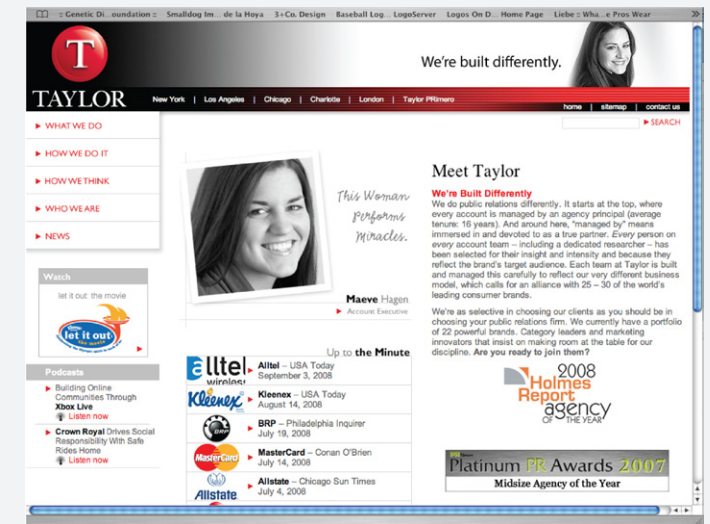 :: Genetic Di...oundation :: Smalldog Im... de la Hoya 3+Co. Design Baseball Log... LogoServer Logos On D... Home Page Liebe :: Wha...e Pros Wear
T
TAYLOR
We're built differently.
New York | Los Angeles | Chicago | Charlotte | London | Taylor PRimero
home | sitemap | contact us
SEARCH
WHAT WE DO
HOW WE DO IT
HOW WE THINK
WHO WE ARE
NEWS
Watch
let it out: the movie
let it out
Podcasts
Building Online
Communities Through
Xbox Live
Listen now
Crown Royal Drives Social
Responsibility With Safe
Rides Home
Listen now
This Woman
Performs
Miracles.
Maeve Hagen
Account Executive
Up to the Minute
alltel
wireless
Alltel – USA Today
September 3, 2008
Kleenex
Kleenex – USA Today
August 14, 2008
BRP
BRP – Philadelphia Inquirer
July 19, 2008
MasterCard
MasterCard – Conan O'Brien
July 14, 2008
Allstate
Allstate – Chicago Sun Times
July 4, 2008
Meet Taylor
We're Built Differently
We do public relations differently. It starts at the top, where
every account is managed by an agency principal (average
tenure: 16 years). And around here, "managed by" means
immersed in and devoted to as a true partner. Every person on
every account team – including a dedicated researcher – has
been selected for their insight and intensity and because they
reflect the brand's target audience. Each team at Taylor is built
and managed this carefully to reflect our very different business
model, which calls for an alliance with 25 – 30 of the world's
leading consumer brands.
We're as selective in choosing our clients as you should be in
choosing your public relations firm. We currently have a portfolio
of 22 powerful brands. Category leaders and marketing
innovators that insist on making room at the table for our
discipline. Are you ready to join them?
2008
Holmes
Report
agency
OF THE YEAR
Platinum PR Awards 2007
Midsize Agency of the Year